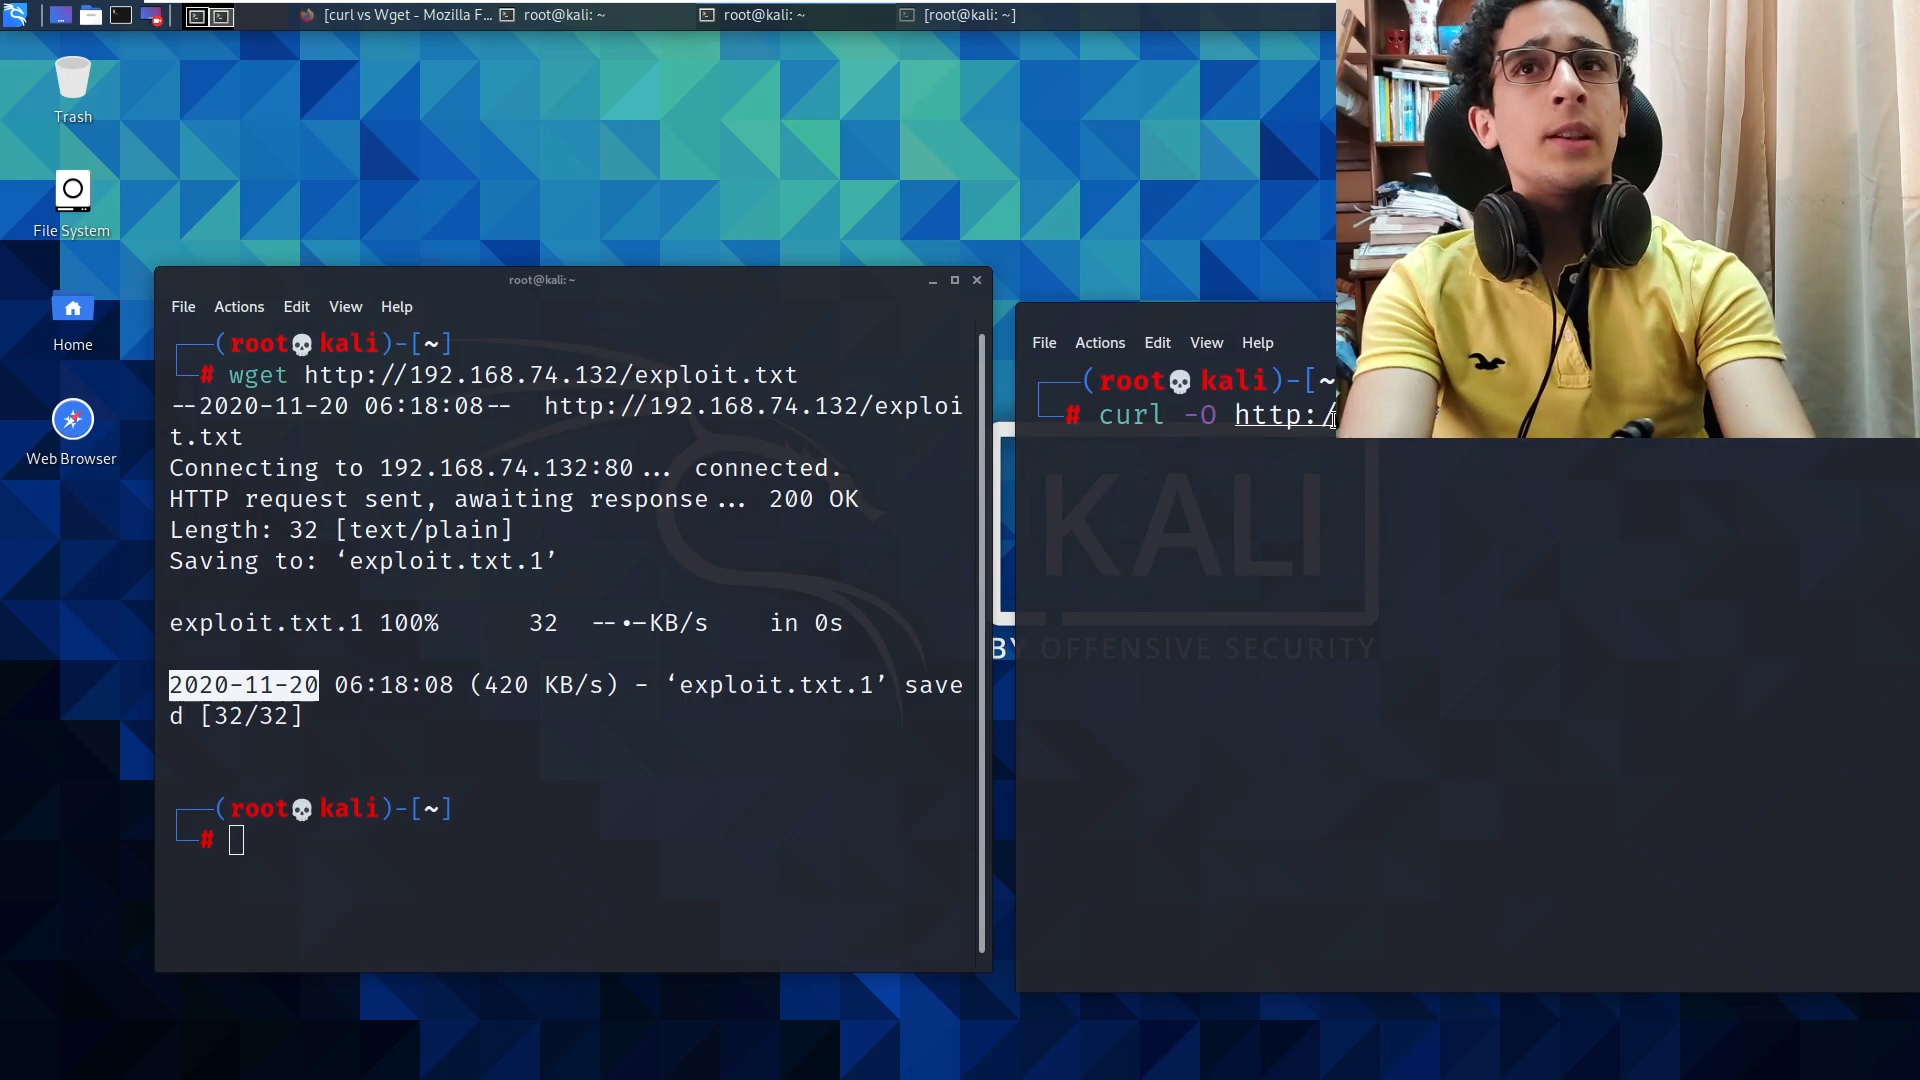 [curl vs Wget - Mozilla F...
root@kali: ~
root@kali: ~
[root@kali: ~]
Trash
File System
Home
Web Browser
root@kali: ~
File Actions Edit View Help
(root💀kali)-[~]
# wget http://192.168.74.132/exploit.txt
--2020-11-20 06:18:08--  http://192.168.74.132/exploi
t.txt
Connecting to 192.168.74.132:80... connected.
HTTP request sent, awaiting response... 200 OK
Length: 32 [text/plain]
Saving to: ‘exploit.txt.1’
exploit.txt.1 100% 32 --.-KB/s in 0s
2020-11-20 06:18:08 (420 KB/s) - ‘exploit.txt.1’ save
d [32/32]
(root💀kali)-[~]
#
File Actions Edit View Help
(root💀kali)-[~
# curl -O http:/
KALI
BY OFFENSIVE SECURITY